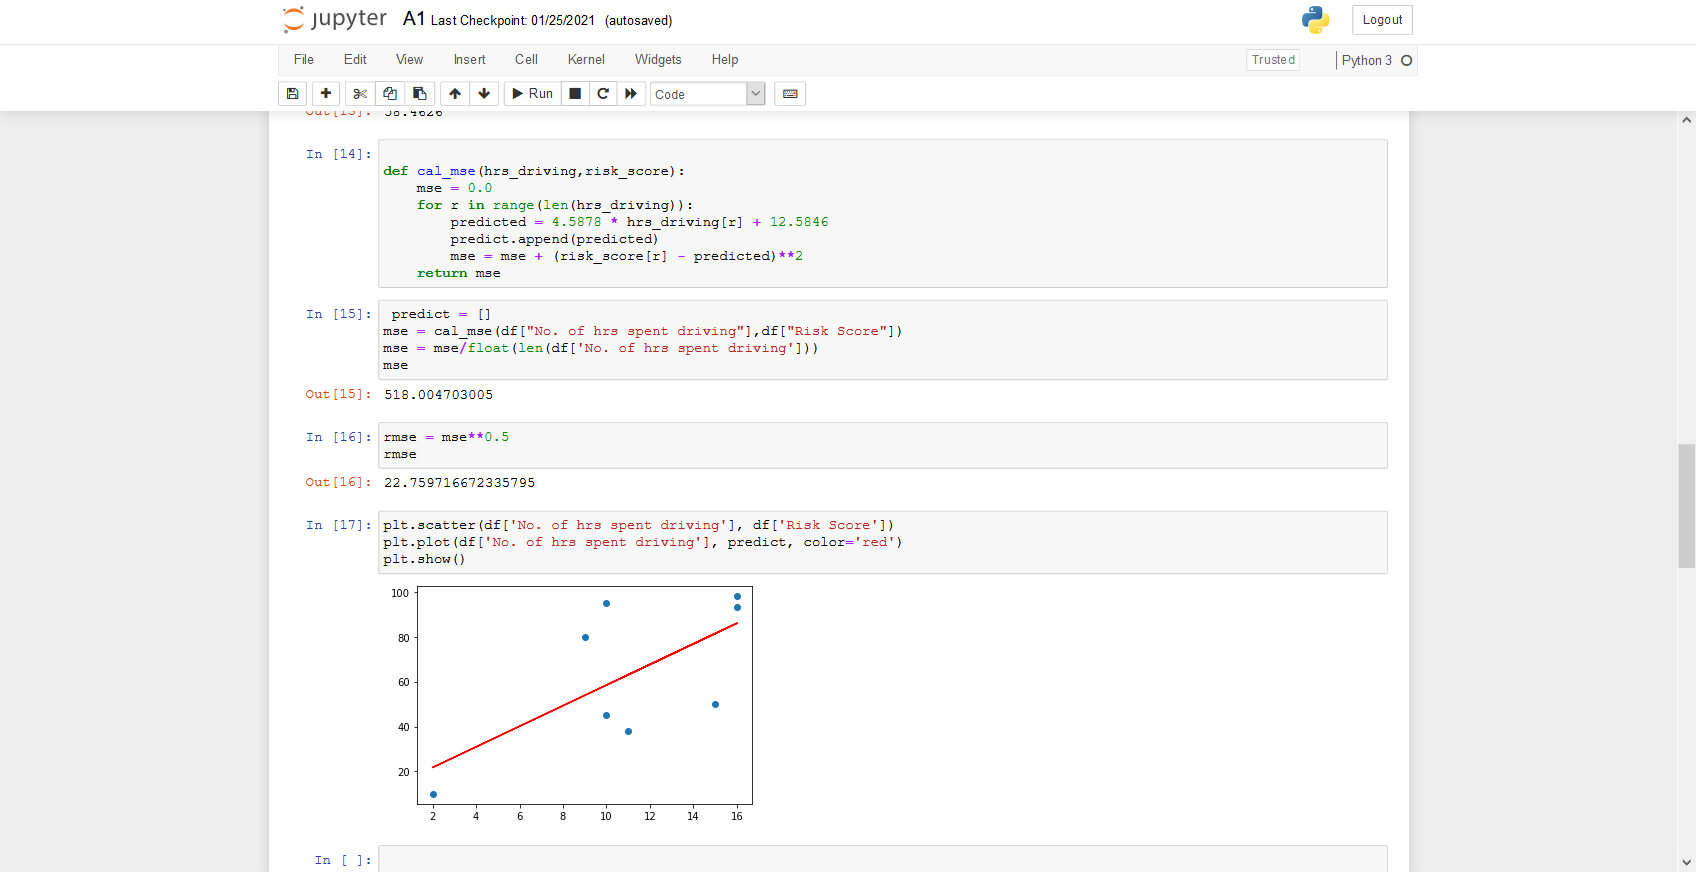 jupyter A1 Last Checkpoint: 01/25/2021 (autosaved)
Logout
File Edit View Insert Cell Kernel Widgets Help
Trusted
Python 3
Run
Code
Out[13]: 58.4626
In [14]:
def cal_mse(hrs_driving,risk_score):
    mse = 0.0
    for r in range(len(hrs_driving)):
        predicted = 4.5878 * hrs_driving[r] + 12.5846
        predict.append(predicted)
        mse = mse + (risk_score[r] - predicted)**2
    return mse
In [15]: predict = []
mse = cal_mse(df["No. of hrs spent driving"],df["Risk Score"])
mse = mse/float(len(df['No. of hrs spent driving']))
mse
Out[15]: 518.004703005
In [16]: rmse = mse**0.5
rmse
Out[16]: 22.759716672335795
In [17]: plt.scatter(df['No. of hrs spent driving'], df['Risk Score'])
plt.plot(df['No. of hrs spent driving'], predict, color='red')
plt.show()
100
80
60
40
20
2 4 6 8 10 12 14 16
In [ ]: